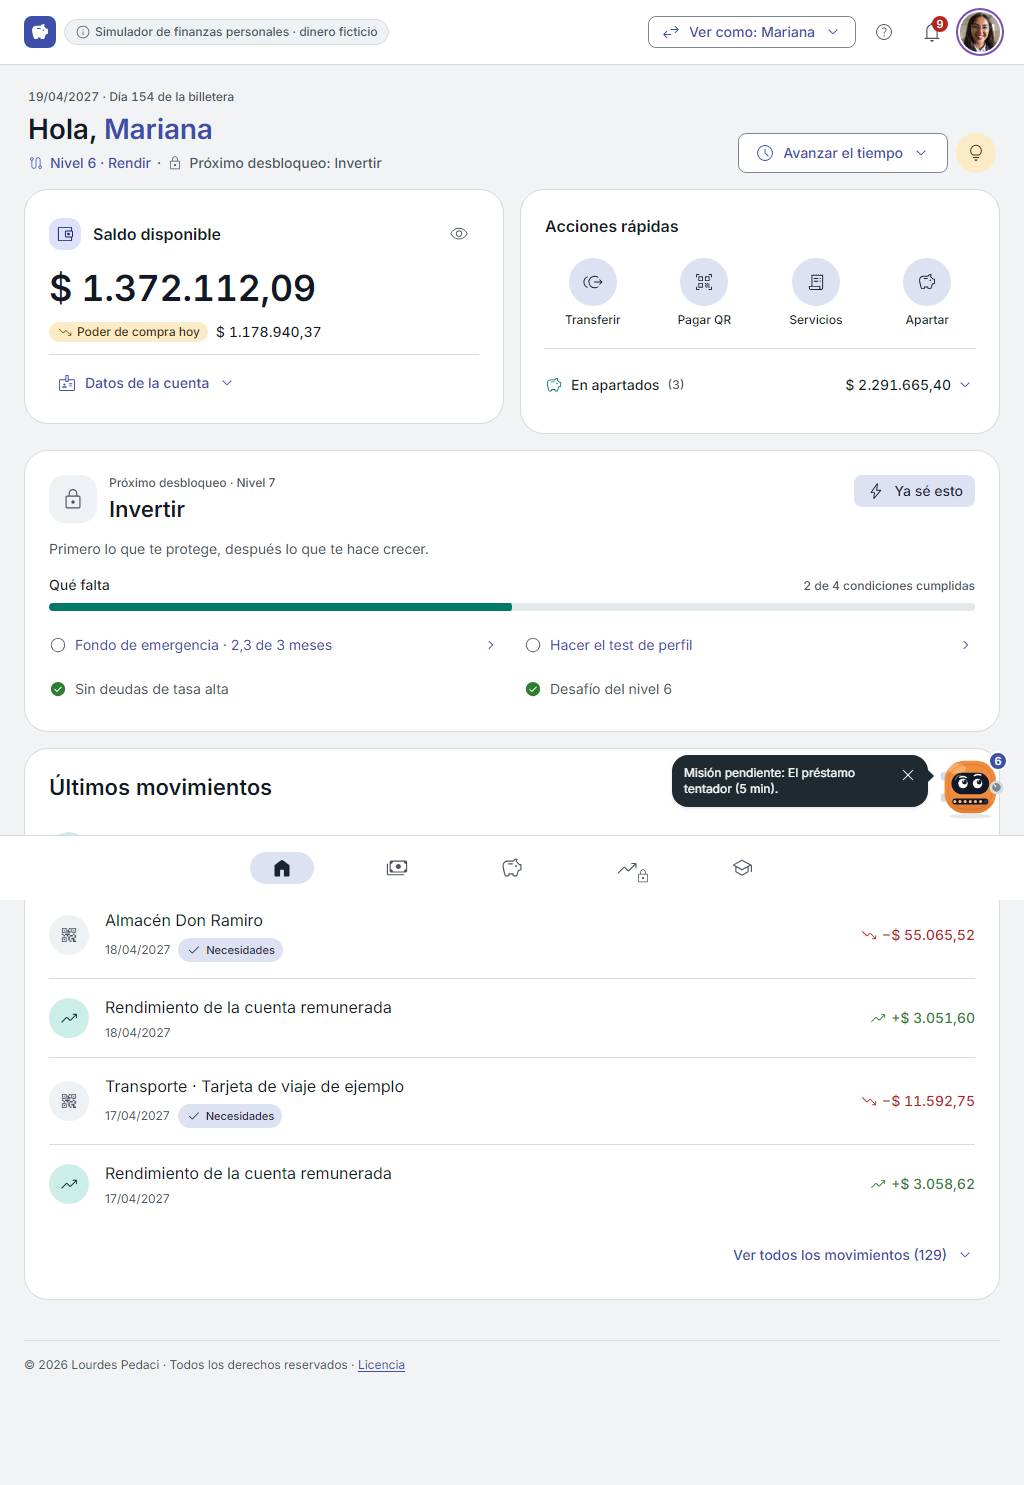 Simulador de finanzas personales · dinero ficticio
Ver como: Mariana
9
19/04/2027 · Día 154 de la billetera
Hola, Mariana
Nivel 6 · Rendir · Próximo desbloqueo: Invertir
Avanzar el tiempo
Saldo disponible
$ 1.372.112,09
Poder de compra hoy $ 1.178.940,37
Datos de la cuenta
Acciones rápidas
Transferir
Pagar QR
Servicios
Apartar
En apartados (3)
$ 2.291.665,40
Próximo desbloqueo · Nivel 7
Invertir
Ya sé esto
Primero lo que te protege, después lo que te hace crecer.
Qué falta
2 de 4 condiciones cumplidas
Fondo de emergencia · 2,3 de 3 meses
Hacer el test de perfil
Sin deudas de tasa alta
Desafío del nivel 6
Últimos movimientos
Misión pendiente: El préstamo
tentador (5 min).
6
Almacén Don Ramiro
18/04/2027 Necesidades
−$ 55.065,52
Rendimiento de la cuenta remunerada
18/04/2027
+$ 3.051,60
Transporte · Tarjeta de viaje de ejemplo
17/04/2027 Necesidades
−$ 11.592,75
Rendimiento de la cuenta remunerada
17/04/2027
+$ 3.058,62
Ver todos los movimientos (129)
© 2026 Lourdes Pedaci · Todos los derechos reservados · Licencia